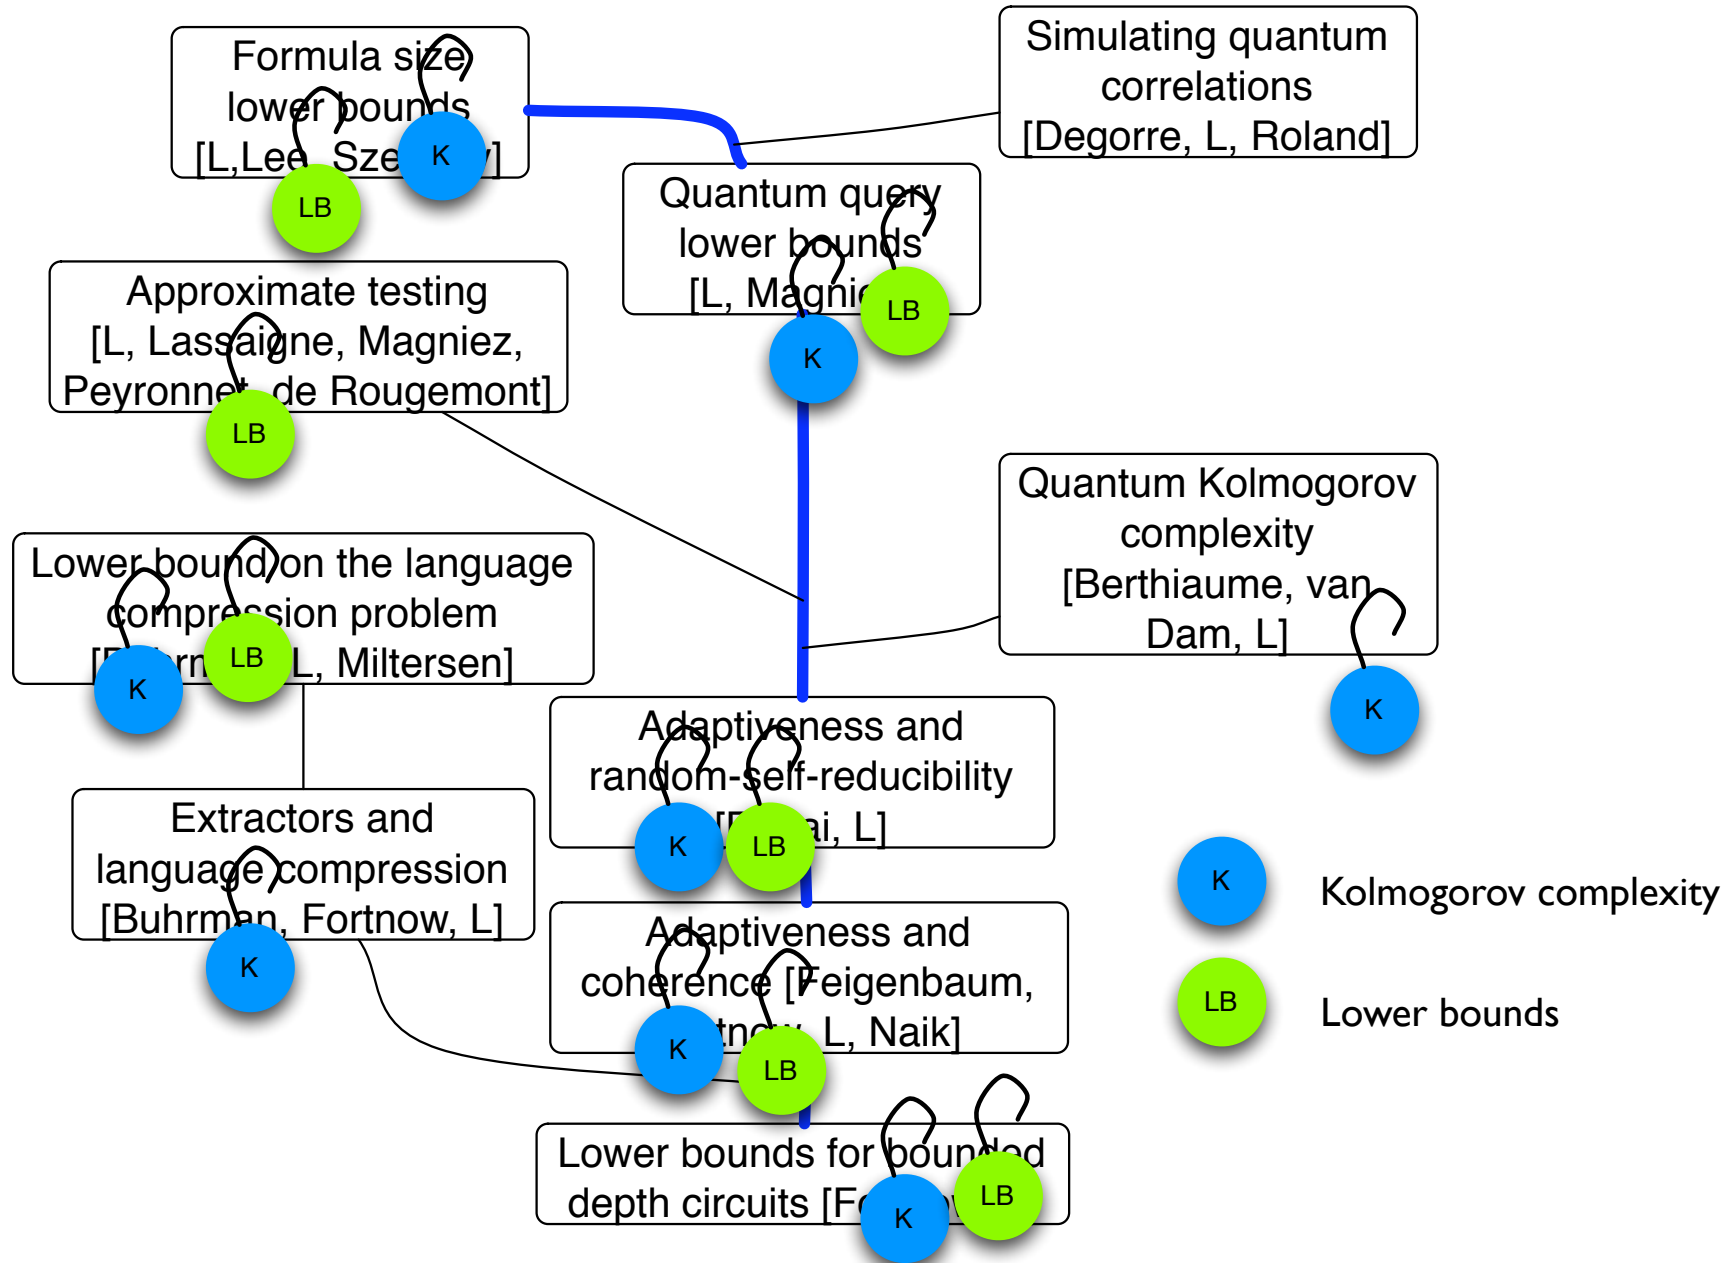 Formula size
lower bounds
[L,Lee,
K
LB
Simulating quantum
correlations
[Degorre, L, Roland]
Quantum query
lower bounds
[L,
K
LB
Approximate testing
[L, Lassaigne, Magniez,
Peyronnet, de Rougemont]
LB
Quantum Kolmogorov
complexity
[Berthiaume, van
Dam, L]
K
Lower bound on the language
compression problem
L, Miltersen]
K
LB
Adaptiveness and
random-self-reducibility
L]
K
LB
Extractors and
language compression
[Buhrman, Fortnow, L]
K
Adaptiveness and
coherence [Feigenbaum,
L, Naik]
K
LB
Lower bounds for bounded
depth circuits
K
LB
K
Kolmogorov complexity
LB
Lower bounds